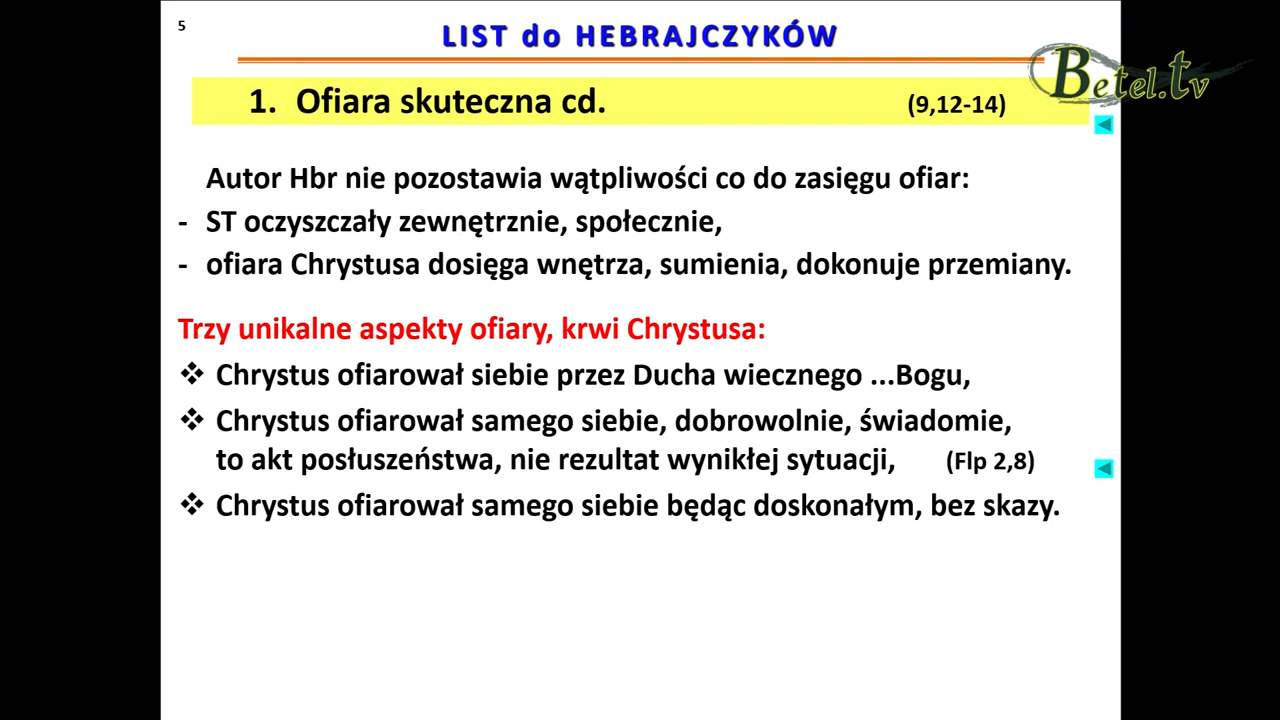 5
LIST do HEBRAJCZYKÓW
Betel.tv
1. Ofiara skuteczna cd. (9,12-14)
Autor Hbr nie pozostawia wątpliwości co do zasięgu ofiar:
- ST oczyszczały zewnętrznie, społecznie,
- ofiara Chrystusa dosięga wnętrza, sumienia, dokonuje przemiany.
Trzy unikalne aspekty ofiary, krwi Chrystusa:
❖ Chrystus ofiarował siebie przez Ducha wiecznego ...Bogu,
❖ Chrystus ofiarował samego siebie, dobrowolnie, świadomie,
to akt posłuszeństwa, nie rezultat wynikłej sytuacji, (Flp 2,8)
❖ Chrystus ofiarował samego siebie będąc doskonałym, bez skazy.